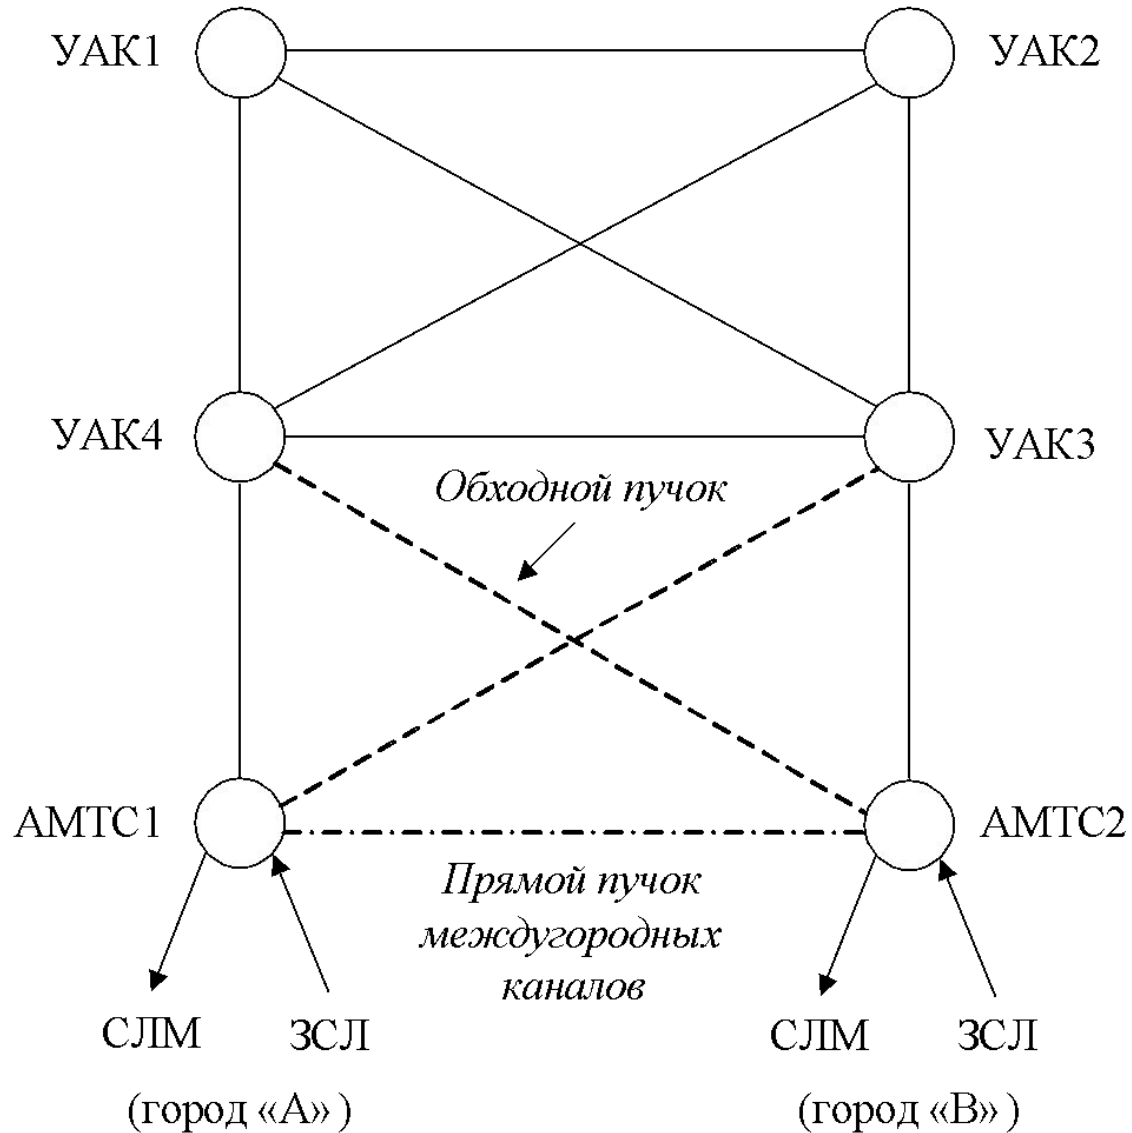 УАК1
УАК2
УАК4
УАК3
Обходной пучок
АМТС1
АМТС2
Прямой пучок
междугородных
каналов
СЛМ
ЗСЛ
СЛМ
ЗСЛ
(город «А» )
(город «В» )